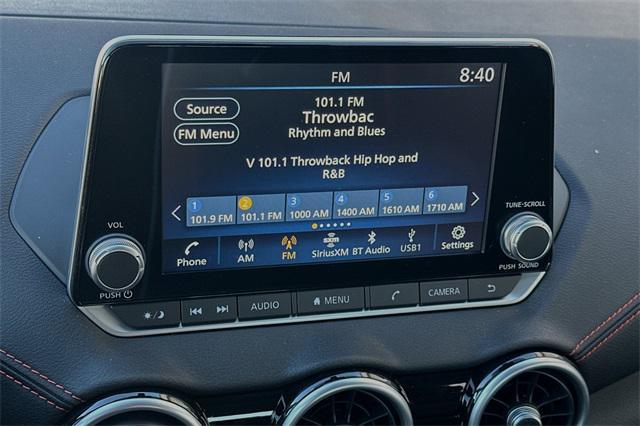 FM
8:40
Source
FM Menu
101.1 FM
Throwbac
Rhythm and Blues
V 101.1 Throwback Hip Hop and
R&B
1 2 3 4 5 6
101.9 FM 101.1 FM 1000 AM 1400 AM 1610 AM 1710 AM
Phone AM FM sxm SiriusXM BT Audio USB1 Settings
VOL
PUSH
TUNE-SCROLL
PUSH SOUND
AUDIO MENU CAMERA